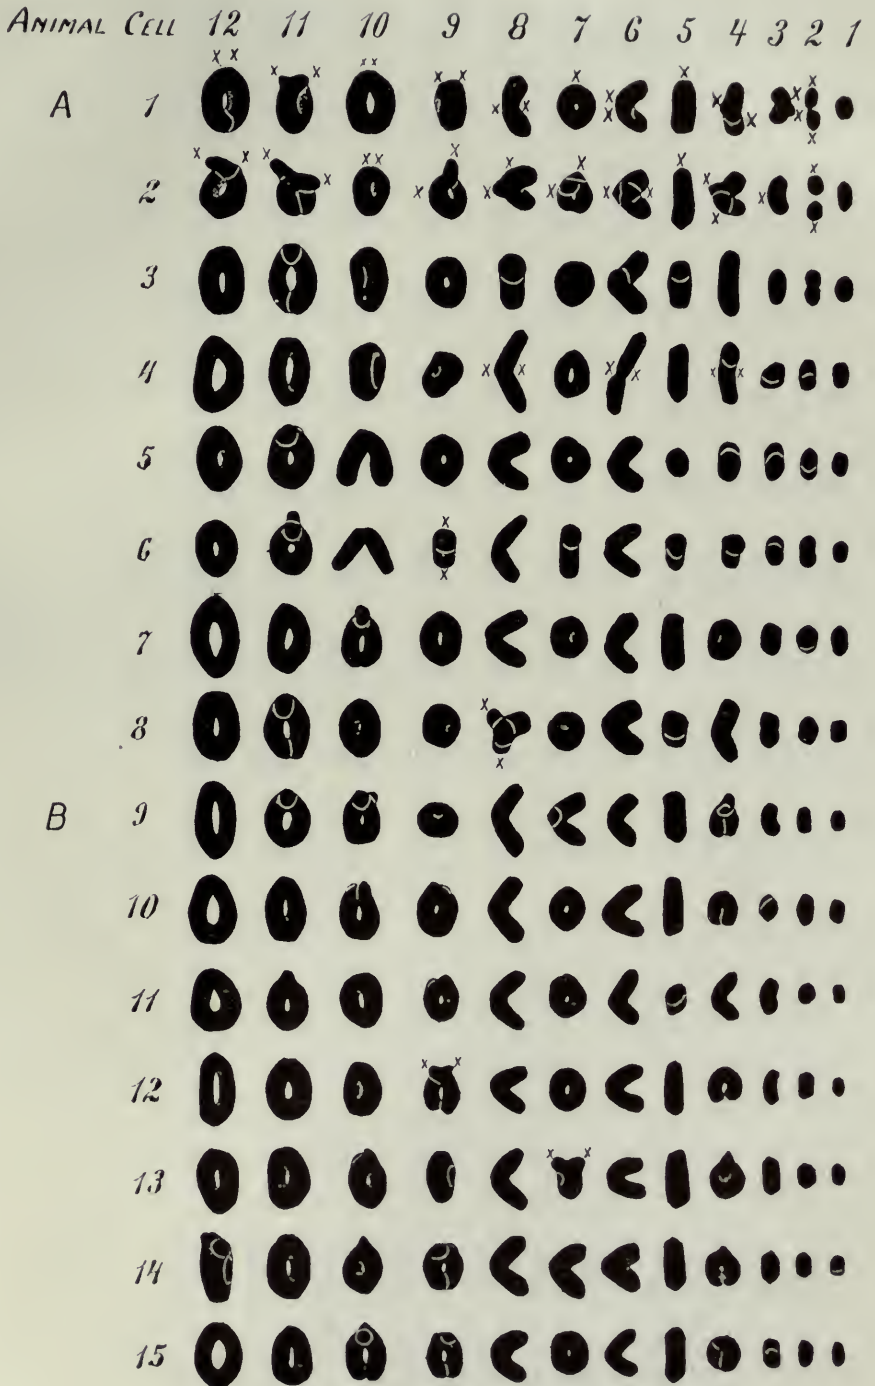 ANIMAL CELL 12 11 10 9 8 7 6 5 4 3 2 1
x x x x x x x x x x x x x x
A 1 x x x x x x
x x x x x x x x x x
2 x x x x x x x x x
3
4 x x x x x x
5
6 x x
7
8 x x
B 9
10
11
12 x x
13 x x
14
15